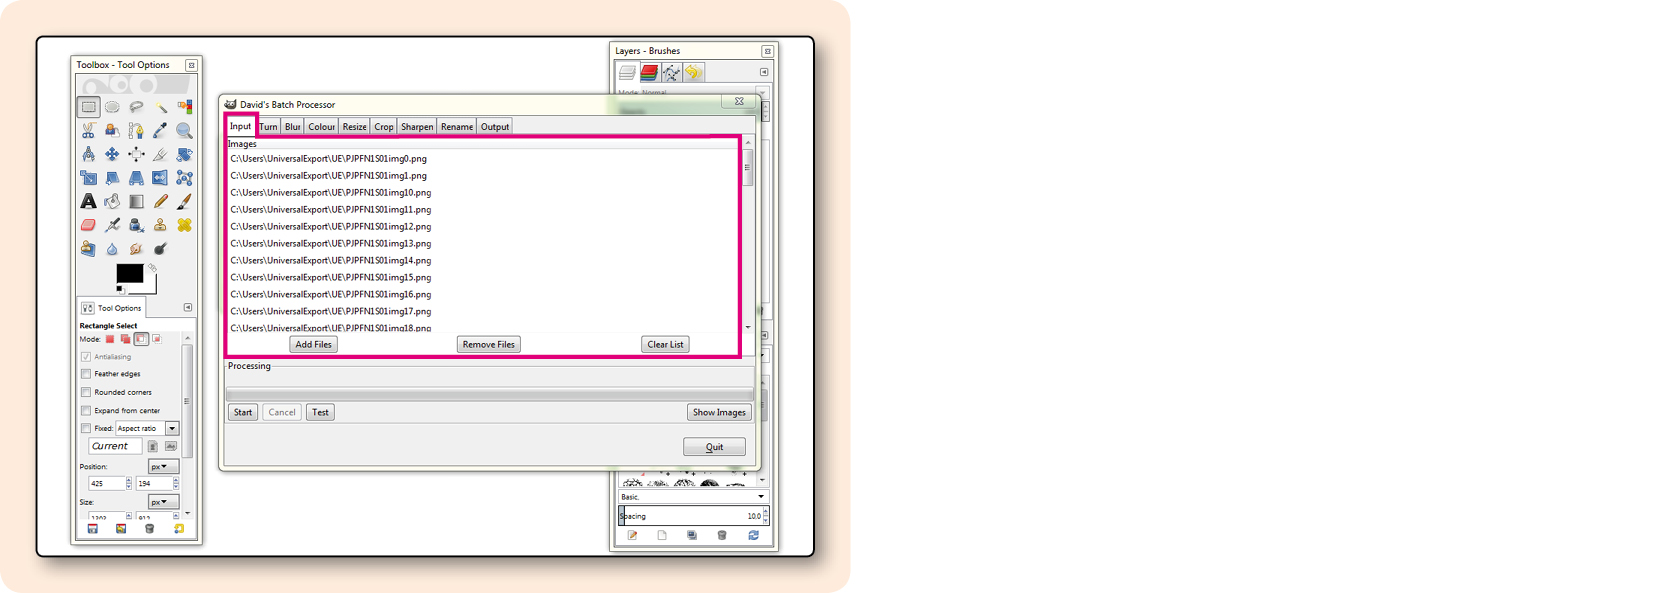 Toolbox - Tool Options
Tool Options
Rectangle Select
Mode:
Antialiasing
Feather edges
Rounded corners
Expand from center
Fixed: Aspect ratio
Current
Position: px
425 194
Size: px
David's Batch Processor
Input Turn Blur Colour Resize Crop Sharpen Rename Output
Images
C:\Users\UniversalExport\UE\PJPFN1S01img0.png
C:\Users\UniversalExport\UE\PJPFN1S01img1.png
C:\Users\UniversalExport\UE\PJPFN1S01img10.png
C:\Users\UniversalExport\UE\PJPFN1S01img11.png
C:\Users\UniversalExport\UE\PJPFN1S01img12.png
C:\Users\UniversalExport\UE\PJPFN1S01img13.png
C:\Users\UniversalExport\UE\PJPFN1S01img14.png
C:\Users\UniversalExport\UE\PJPFN1S01img15.png
C:\Users\UniversalExport\UE\PJPFN1S01img16.png
C:\Users\UniversalExport\UE\PJPFN1S01img17.png
C:\Users\UniversalExport\UE\PJPFN1S01img18.png
Add Files Remove Files Clear List
Processing
Start Cancel Test Show Images
Quit
Layers - Brushes
Mode: Normal
Basic,
Spacing 10,0